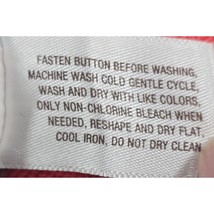 FASTEN BUTTON BEFORE WASHING,
MACHINE WASH COLD GENTLE CYCLE,
WASH AND DRY WITH LIKE COLORS,
ONLY NON-CHLORINE BLEACH WHEN
NEEDED, RESHAPE AND DRY FLAT,
COOL IRON, DO NOT DRY CLEAN